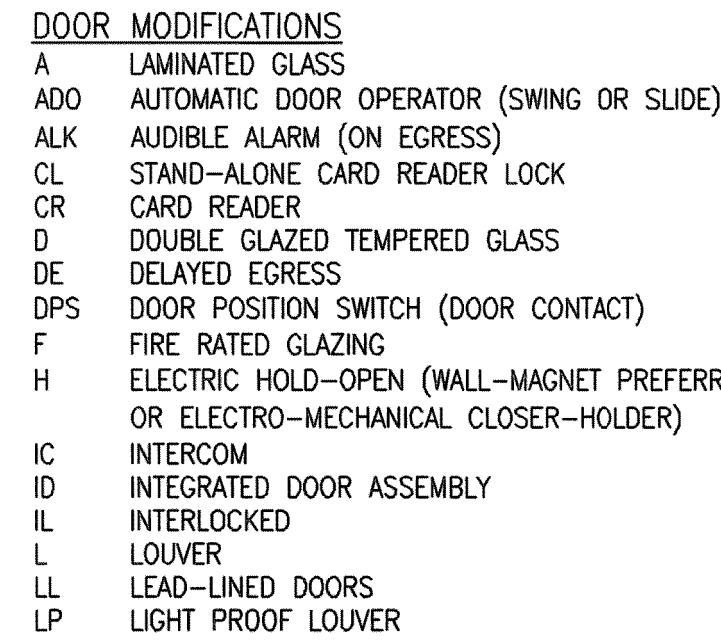 DOOR MODIFICATIONS
A LAMINATED GLASS
ADO AUTOMATIC DOOR OPERATOR (SWING OR SLIDE)
ALK AUDIBLE ALARM (ON EGRESS)
CL STAND-ALONE CARD READER LOCK
CR CARD READER
D DOUBLE GLAZED TEMPERED GLASS
DE DELAYED EGRESS
DPS DOOR POSITION SWITCH (DOOR CONTACT)
F FIRE RATED GLAZING
H ELECTRIC HOLD-OPEN (WALL-MAGNET PREFERR
OR ELECTRO-MECHANICAL CLOSER-HOLDER)
IC INTERCOM
ID INTEGRATED DOOR ASSEMBLY
IL INTERLOCKED
L LOUVER
LL LEAD-LINED DOORS
LP LIGHT PROOF LOUVER